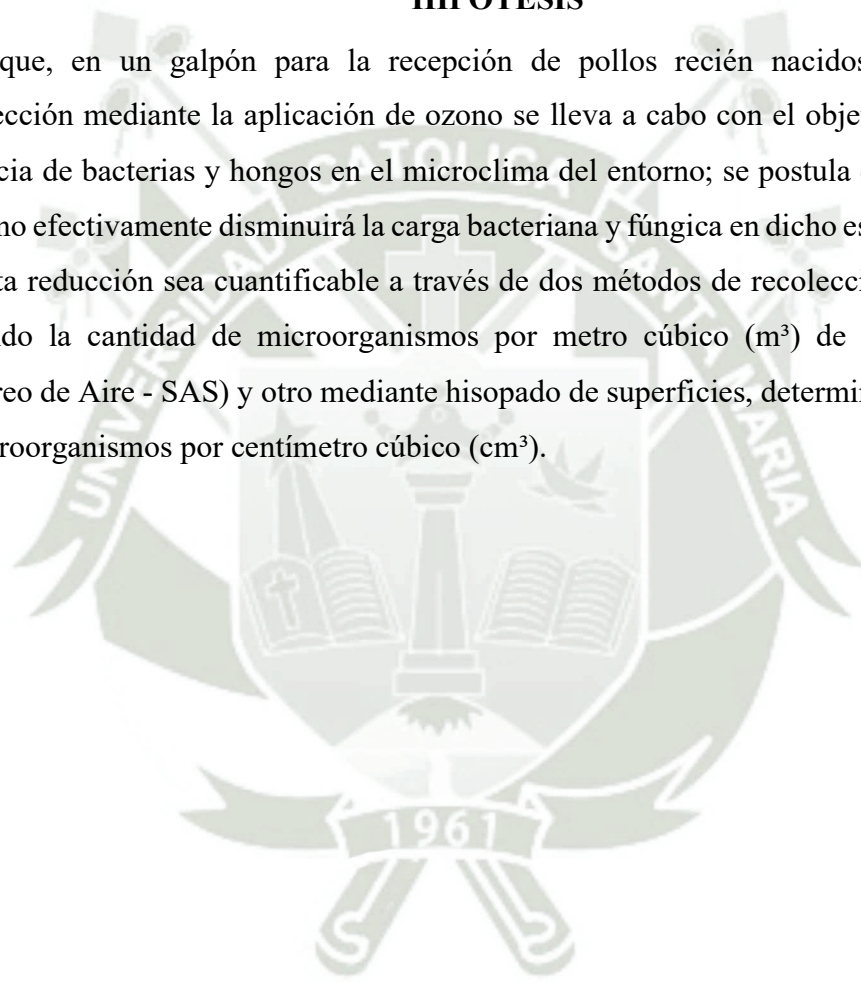 HIPÓTESIS
que, en un galpón para la recepción de pollos recién nacidos
ección mediante la aplicación de ozono se lleva a cabo con el obje
cia de bacterias y hongos en el microclima del entorno; se postula
no efectivamente disminuirá la carga bacteriana y fúngica en dicho es
ta reducción sea cuantificable a través de dos métodos de recolecci
do la cantidad de microorganismos por metro cúbico (m³) de
reo de Aire - SAS) y otro mediante hisopado de superficies, determi
roorganismos por centímetro cúbico (cm³).
UNIVERSIDAD CATOLICA SANTA MARIA
1961